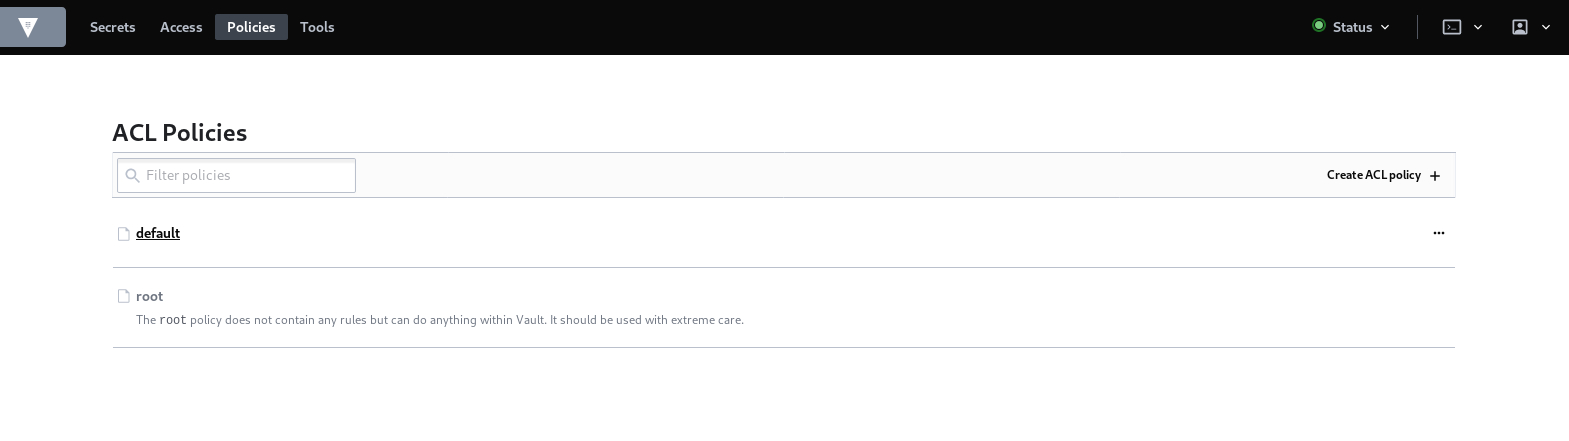 Secrets Access Policies Tools Status
ACL Policies
Filter policies Create ACL policy +
default ...
root
The root policy does not contain any rules but can do anything within Vault. It should be used with extreme care.